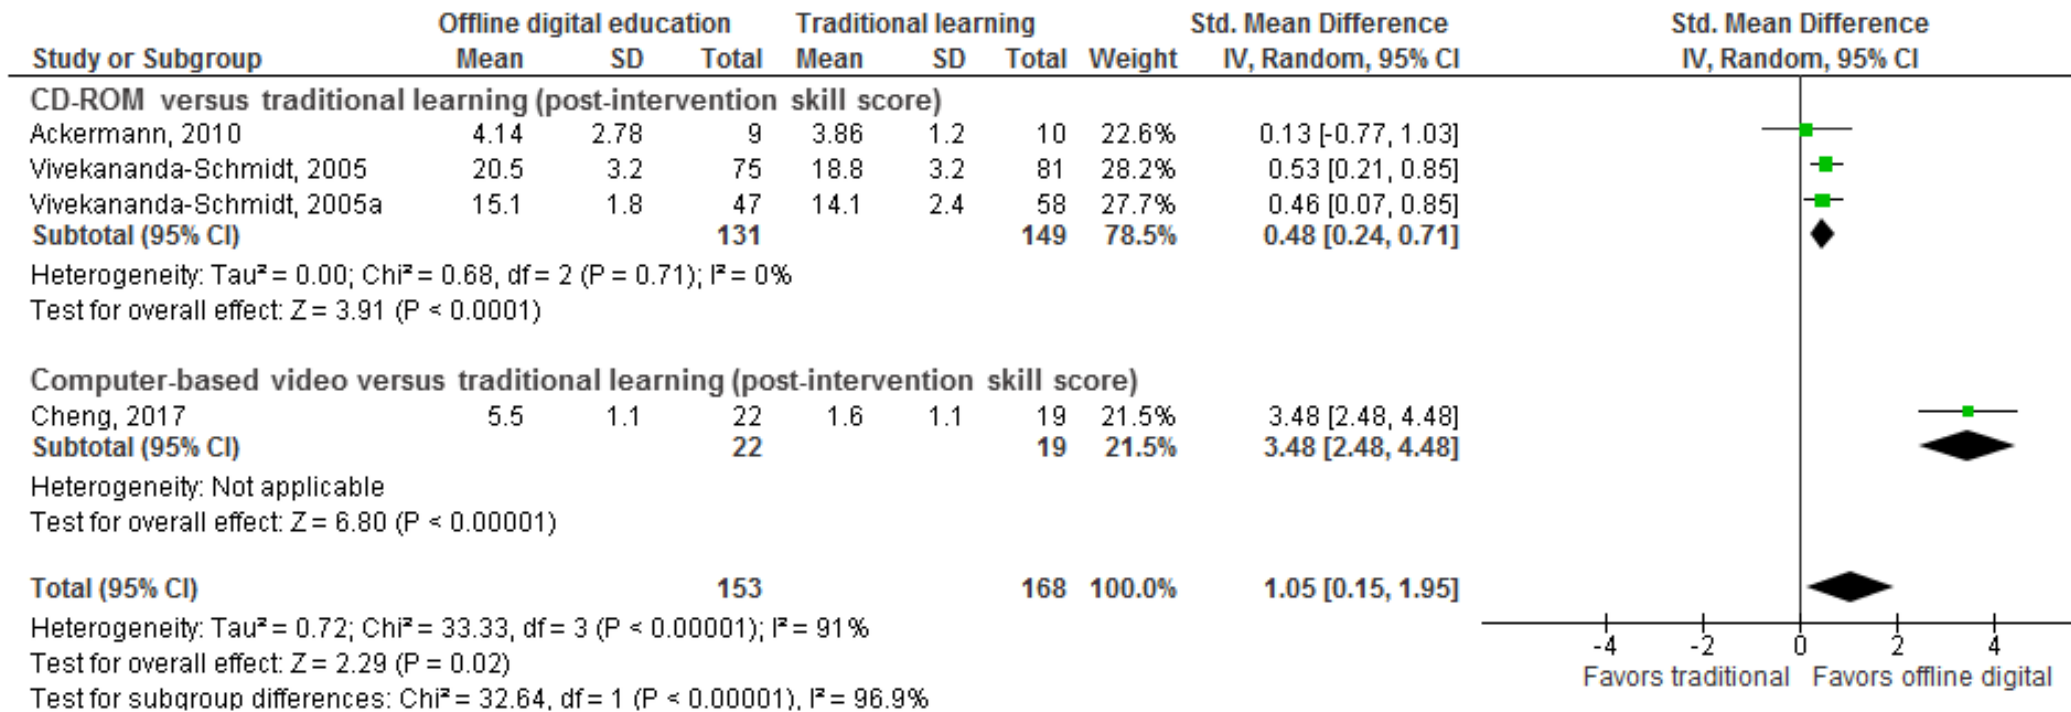 Offline digital education Traditional learning Std. Mean Difference Std. Mean Difference
Study or Subgroup Mean SD Total Mean SD Total Weight IV, Random, 95% CI IV, Random, 95% CI
CD-ROM versus traditional learning (post-intervention skill score)
Ackermann, 2010 4.14 2.78 9 3.86 1.2 10 22.6% 0.13 [-0.77, 1.03]
Vivekananda-Schmidt, 2005 20.5 3.2 75 18.8 3.2 81 28.2% 0.53 [0.21, 0.85]
Vivekananda-Schmidt, 2005a 15.1 1.8 47 14.1 2.4 58 27.7% 0.46 [0.07, 0.85]
Subtotal (95% CI) 131 149 78.5% 0.48 [0.24, 0.71]
Heterogeneity: Tau² = 0.00; Chi² = 0.68, df = 2 (P = 0.71); I² = 0%
Test for overall effect: Z = 3.91 (P < 0.0001)
Computer-based video versus traditional learning (post-intervention skill score)
Cheng, 2017 5.5 1.1 22 1.6 1.1 19 21.5% 3.48 [2.48, 4.48]
Subtotal (95% CI) 22 19 21.5% 3.48 [2.48, 4.48]
Heterogeneity: Not applicable
Test for overall effect: Z = 6.80 (P < 0.00001)
Total (95% CI) 153 168 100.0% 1.05 [0.15, 1.95]
Heterogeneity: Tau² = 0.72; Chi² = 33.33, df = 3 (P < 0.00001); I² = 91%
Test for overall effect: Z = 2.29 (P = 0.02)
Test for subgroup differences: Chi² = 32.64, df = 1 (P < 0.00001), I² = 96.9%
-4 -2 0 2 4
Favors traditional Favors offline digital